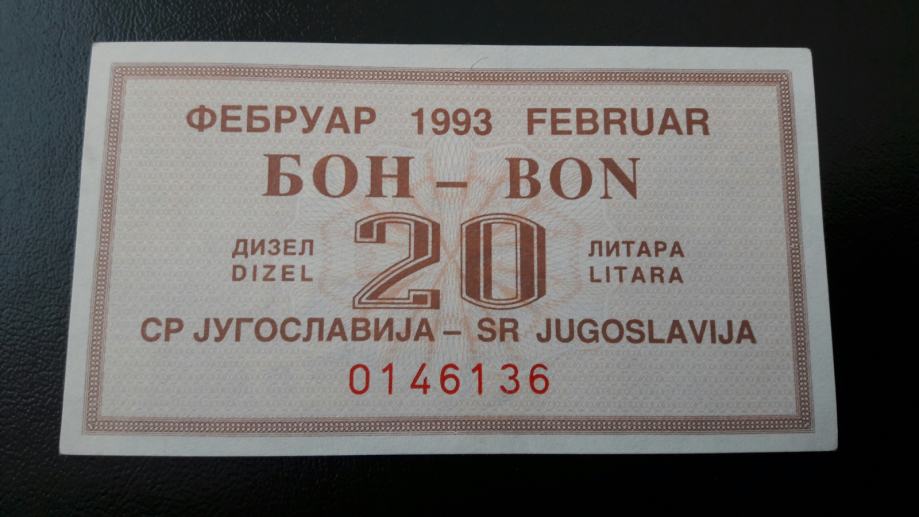 ФЕБРУАР 1993 FEBRUAR
БОН – BON
ДИЗЕЛ 20 ЛИТАРА
DIZEL LITARA
СР ЈУГОСЛАВИЈА – SR JUGOSLAVIJA
0146136